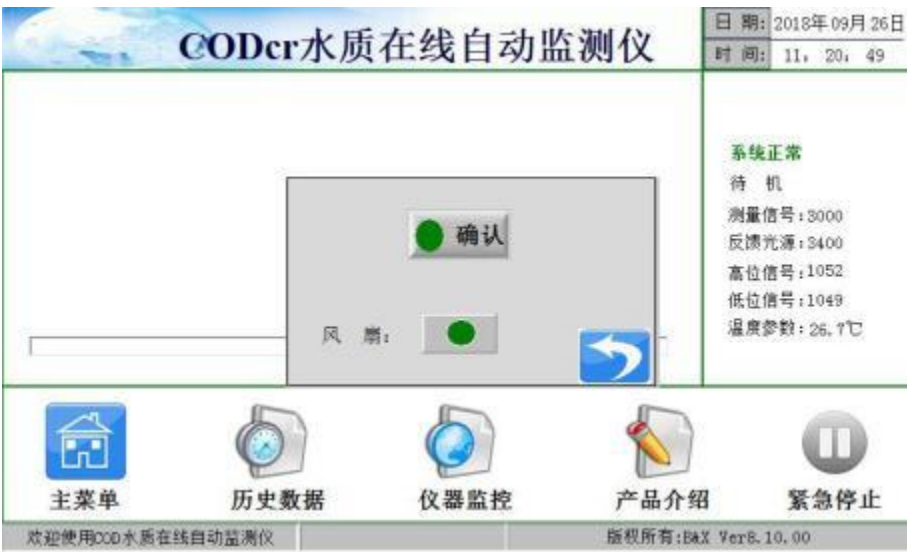 CODcr水质在线自动监测仪
日 期: 2018年09月26日
时 间: 11: 20: 49
系统正常
待 机
测量信号:3000
反馈光源:3400
高位信号:1052
低位信号:1049
温度参数:26.7℃
确认
风 扇:
主菜单
历史数据
仪器监控
产品介绍
紧急停止
欢迎使用COD水质在线自动监测仪
版权所有:B&X Ver8.10.00